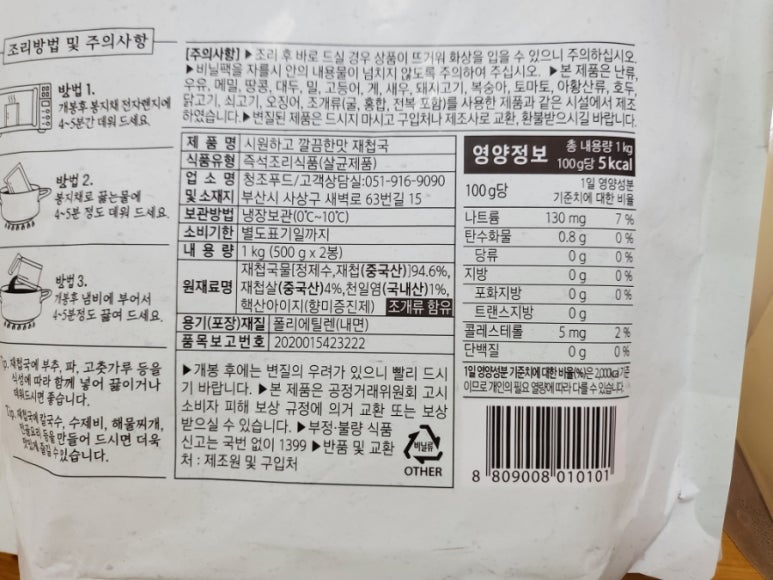 조리방법 및 주의사항
방법 1.
개봉후 봉지채 전자렌지에
4~5분간 데워 드세요.
방법 2.
봉지채로 끓는물에
4~5분 정도 데워 드세요.
방법 3.
개봉후 냄비에 부어서
4~5분정도 끓여 드세요.
Tip. 재첩국에 부추, 파, 고춧가루 등을
식성에 따라 함께 넣어 끓이거나
데워드시면 좋습니다.
Tip. 재첩국에 칼국수, 수제비, 해물찌개,
만들어 드시면 더욱
맛있게 즐길 수 있습니다.
[주의사항] ▶조리 후 바로 드실 경우 상품이 뜨거워 화상을 입을 수 있으니 주의하십시오.
▶비닐팩을 자를시 안의 내용물이 넘치지 않도록 주의하여 주십시오. ▶본 제품은 난류,
우유, 메밀, 땅콩, 대두, 밀, 고등어, 게, 새우, 돼지고기, 복숭아, 토마토, 아황산류, 호두,
닭고기, 쇠고기, 오징어, 조개류(굴, 홍합, 전복 포함)를 사용한 제품과 같은 시설에서 제조
하였습니다.▶변질된 제품은 드시지 마시고 구입처나 제조사로 교환, 환불받으시길 바랍니다.
제 품 명 시원하고 깔끔한맛 재첩국
식품유형 즉석조리식품(살균제품)
업 소 명 청조푸드/고객상담실:051-916-9090
및 소재지 부산시 사상구 새벽로 63번길 15
보관방법 냉장보관(0℃~10℃)
소비기한 별도표기일까지
내 용 량 1 kg (500 g x 2봉)
원재료명 재첩국물[정제수,재첩(중국산)]94.6%,
재첩살(중국산)4%,천일염(국내산)1%,
핵산아이지(향미증진제) 조개류 함유
용기(포장)재질 폴리에틸렌(내면)
품목보고번호 2020015423222
▶개봉 후에는 변질의 우려가 있으니 빨리 드시
기 바랍니다. ▶본 제품은 공정거래위원회 고시
소비자 피해 보상 규정에 의거 교환 또는 보상
받으실 수 있습니다. ▶부정·불량 식품
신고는 국번 없이 1399 ▶반품 및 교환
처 : 제조원 및 구입처
비닐류
OTHER
영양정보 총 내용량 1 kg
100 g당 5 kcal
100 g당 1일 영양성분
기준치에 대한 비율
나트륨 130 mg 7 %
탄수화물 0.8 g 0 %
당류 0 g 0 %
지방 0 g 0 %
포화지방 0 g 0 %
트랜스지방 0 g
콜레스테롤 5 mg 2 %
단백질 0 g 0 %
1일 영양성분 기준치에 대한 비율(%)은 2,000kcal 기준
이므로 개인의 필요 열량에 따라 다를 수 있습니다.
8 809008 010101